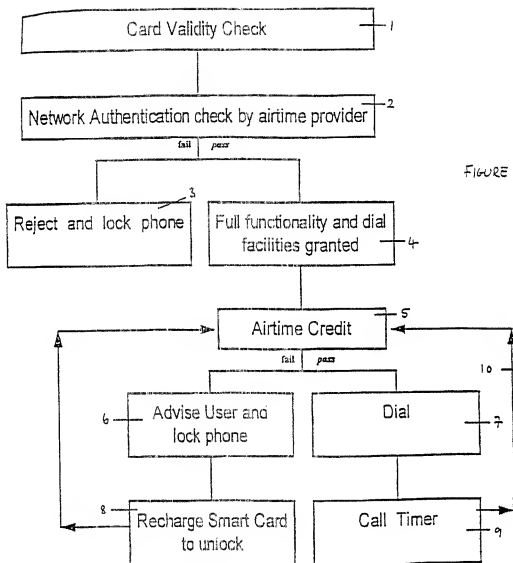 Card Validity Check
1
Network Authentication check by airtime provider
2
fail pass
FIGURE
3
Reject and lock phone
Full functionality and dial
facilities granted
4
5
Airtime Credit
fail pass
10
6
Advise User and
lock phone
Dial
7
8
Recharge Smart Card
to unlock
Call Timer
9